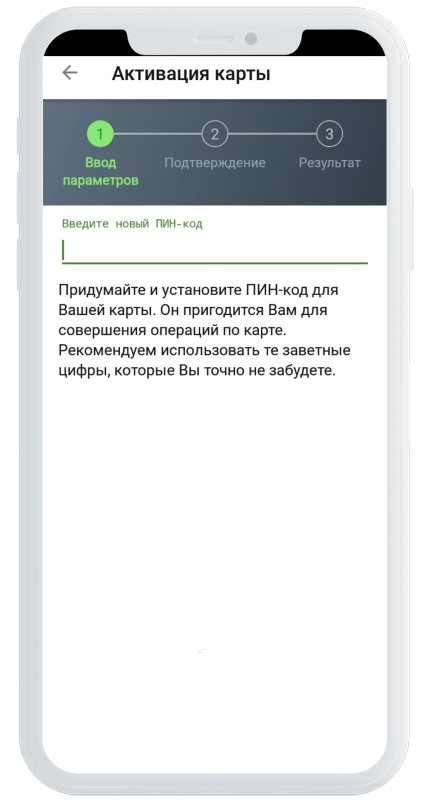 Активация карты
1 2 3
Ввод параметров Подтверждение Результат
Введите новый ПИН-код
Придумайте и установите ПИН-код для
Вашей карты. Он пригодится Вам для
совершения операций по карте.
Рекомендуем использовать те заветные
цифры, которые Вы точно не забудете.